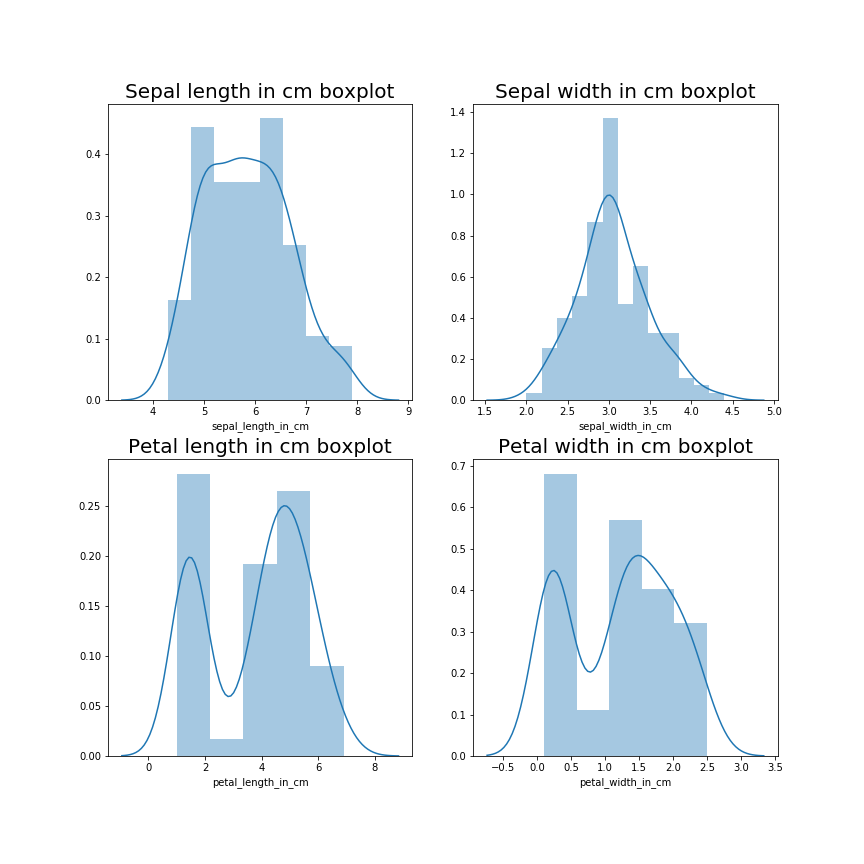 Sepal length in cm boxplot
0.4
0.3
0.2
0.1
0.0
4 5 6 7 8 9
sepal_length_in_cm
Sepal width in cm boxplot
1.4
1.2
1.0
0.8
0.6
0.4
0.2
0.0
1.5 2.0 2.5 3.0 3.5 4.0 4.5 5.0
sepal_width_in_cm
Petal length in cm boxplot
0.25
0.20
0.15
0.10
0.05
0.00
0 2 4 6 8
petal_length_in_cm
Petal width in cm boxplot
0.7
0.6
0.5
0.4
0.3
0.2
0.1
0.0
−0.5 0.0 0.5 1.0 1.5 2.0 2.5 3.0 3.5
petal_width_in_cm